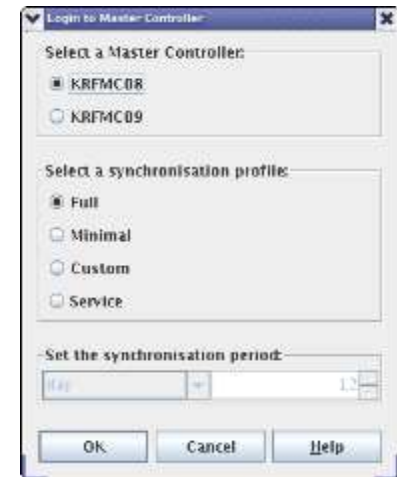 Login to Master Controller
Select a Master Controller:
KRFMC08
KRFMC09
Select a synchronisation profile:
Full
Minimal
Custom
Service
Set the synchronisation period:
day 12
OK Cancel Help